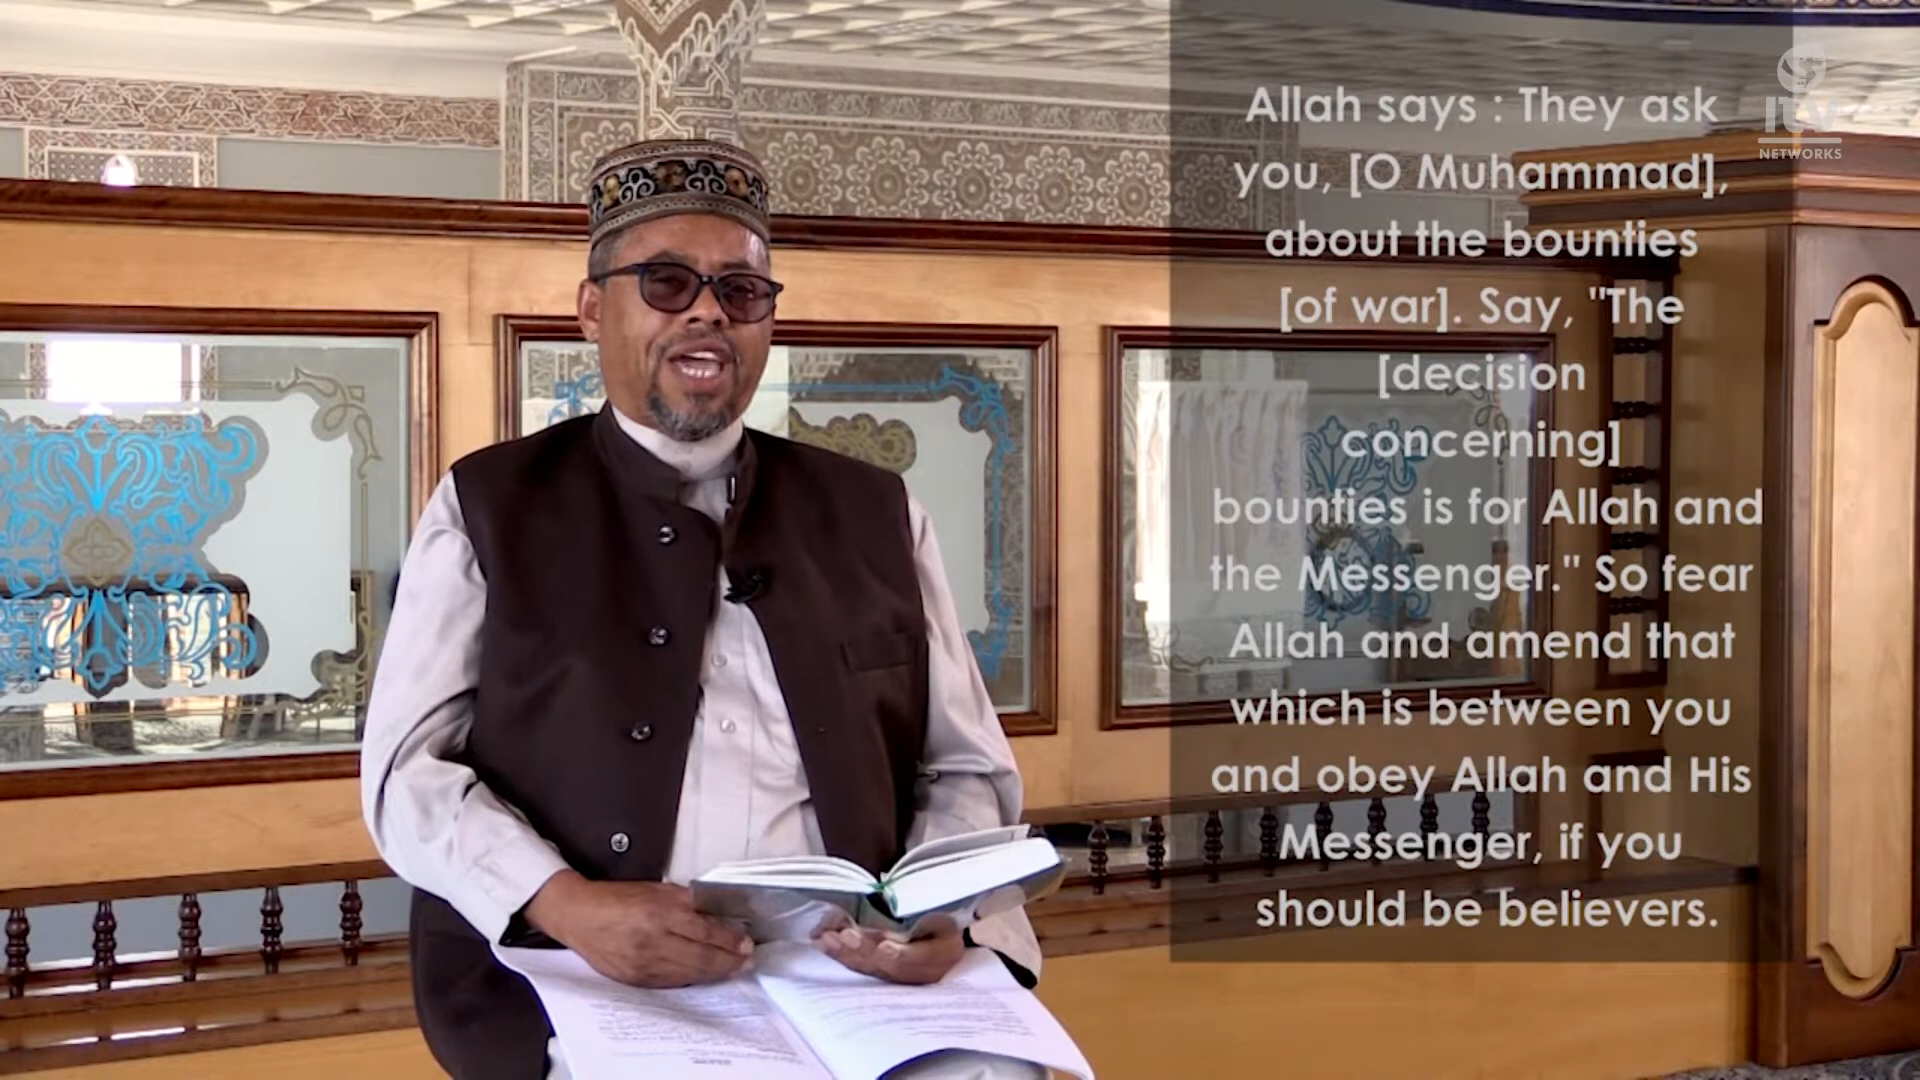 Allah says : They ask
you, [O Muhammad],
about the bounties
[of war]. Say, "The
[decision
concerning]
bounties is for Allah and
the Messenger." So fear
Allah and amend that
which is between you
and obey Allah and His
Messenger, if you
should be believers.
ITV
NETWORKS